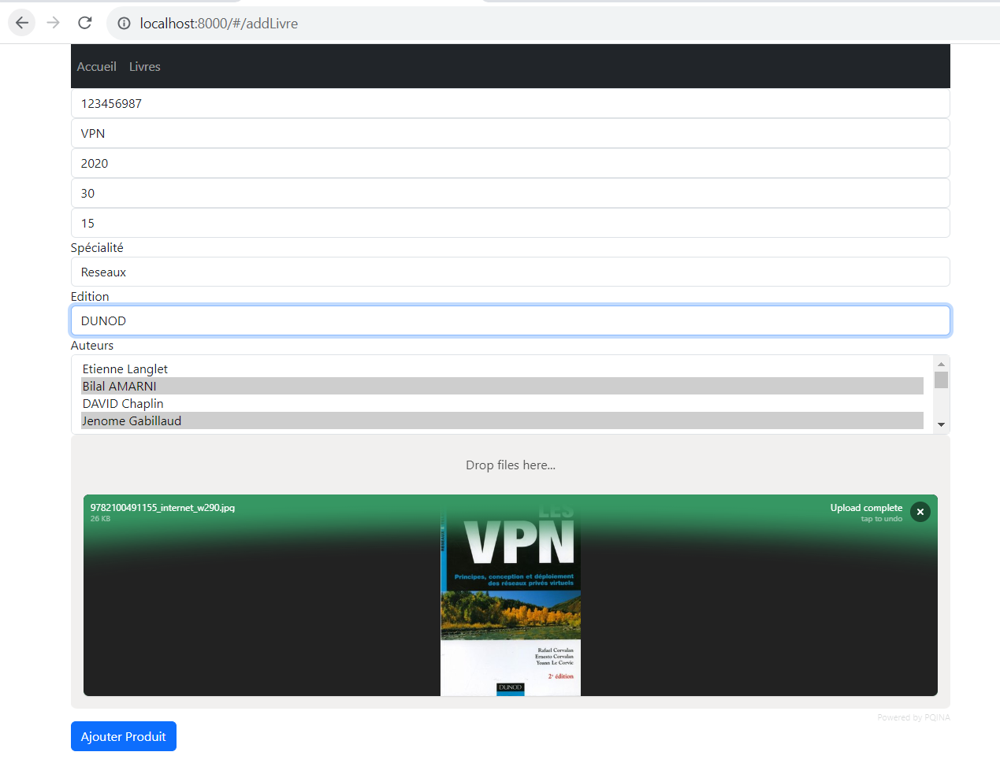 localhost:8000/#/addLivre
Accueil Livres
123456987
VPN
2020
30
15
Spécialité
Reseaux
Edition
DUNOD
Auteurs
Etienne Langlet
Bilal AMARNI
DAVID Chaplin
Jenome Gabillaud
Drop files here...
9782100491155_internet_w290.jpg
26 KB
Upload complete
tap to undo
LES
VPN
Principes, conception et déploiement
des réseaux privés virtuels
Rafael Corvalan
Ernesto Corvalan
Yoann Le Corvic
2e édition
DUNOD
Powered by PQINA
Ajouter Produit